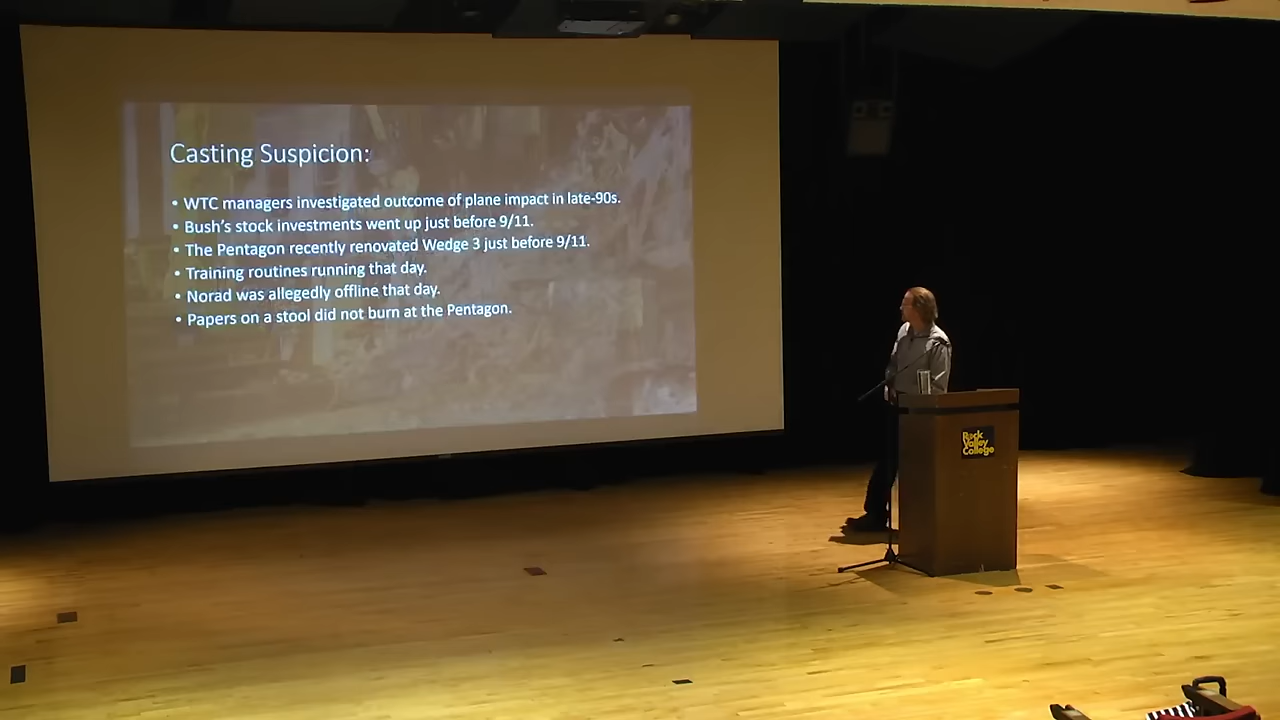 Casting Suspicion:
• WTC managers investigated outcome of plane impact in late-90s.
• Bush's stock investments went up just before 9/11.
• The Pentagon recently renovated Wedge 3 just before 9/11.
• Training routines running that day.
• Norad was allegedly offline that day.
• Papers on a stool did not burn at the Pentagon.
Rock
Valley
College